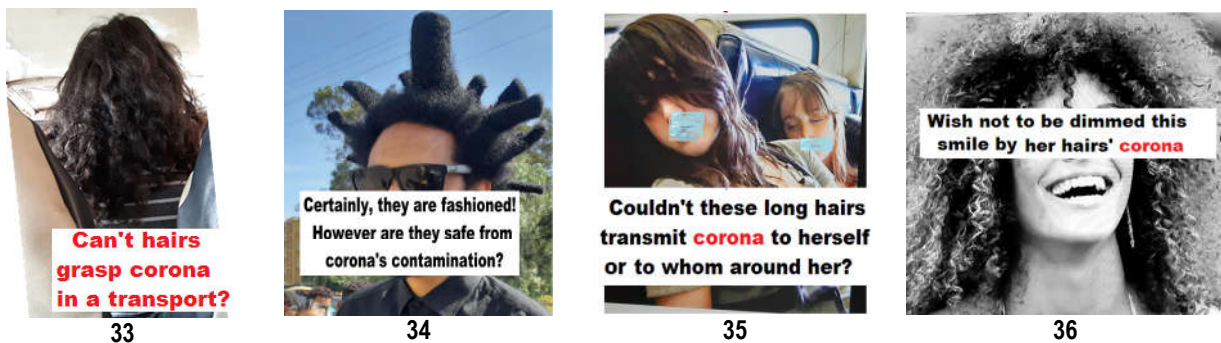 Can't hairs
grasp corona
in a transport?
33
Certainly, they are fashioned!
However are they safe from
corona's contamination?
34
Couldn't these long hairs
transmit corona to herself
or to whom around her?
35
Wish not to be dimmed this
smile by her hairs' corona
36